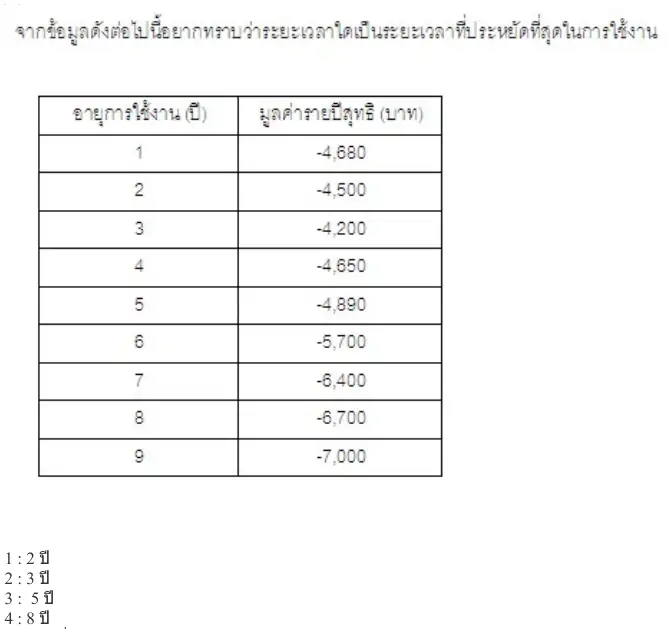 จากข้อมูลดังต่อไปนี้อยากทราบว่าระยะเวลาใดเป็นระยะเวลาที่ประหยัดที่สุดในการใช้งาน
อายุการใช้งาน (ปี) มูลค่ารายปีสุทธิ (บาท)
1 -4,680
2 -4,500
3 -4,200
4 -4,650
5 -4,890
6 -5,700
7 -6,400
8 -6,700
9 -7,000
1 : 2 ปี
2 : 3 ปี
3 : 5 ปี
4 : 8 ปี